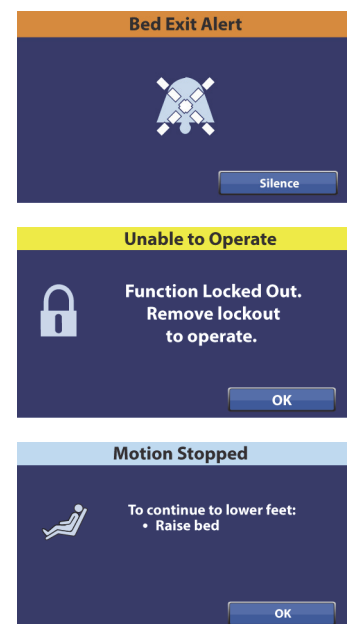 Bed Exit Alert
Silence
Unable to Operate
Function Locked Out.
Remove lockout
to operate.
OK
Motion Stopped
To continue to lower feet:
• Raise bed
OK